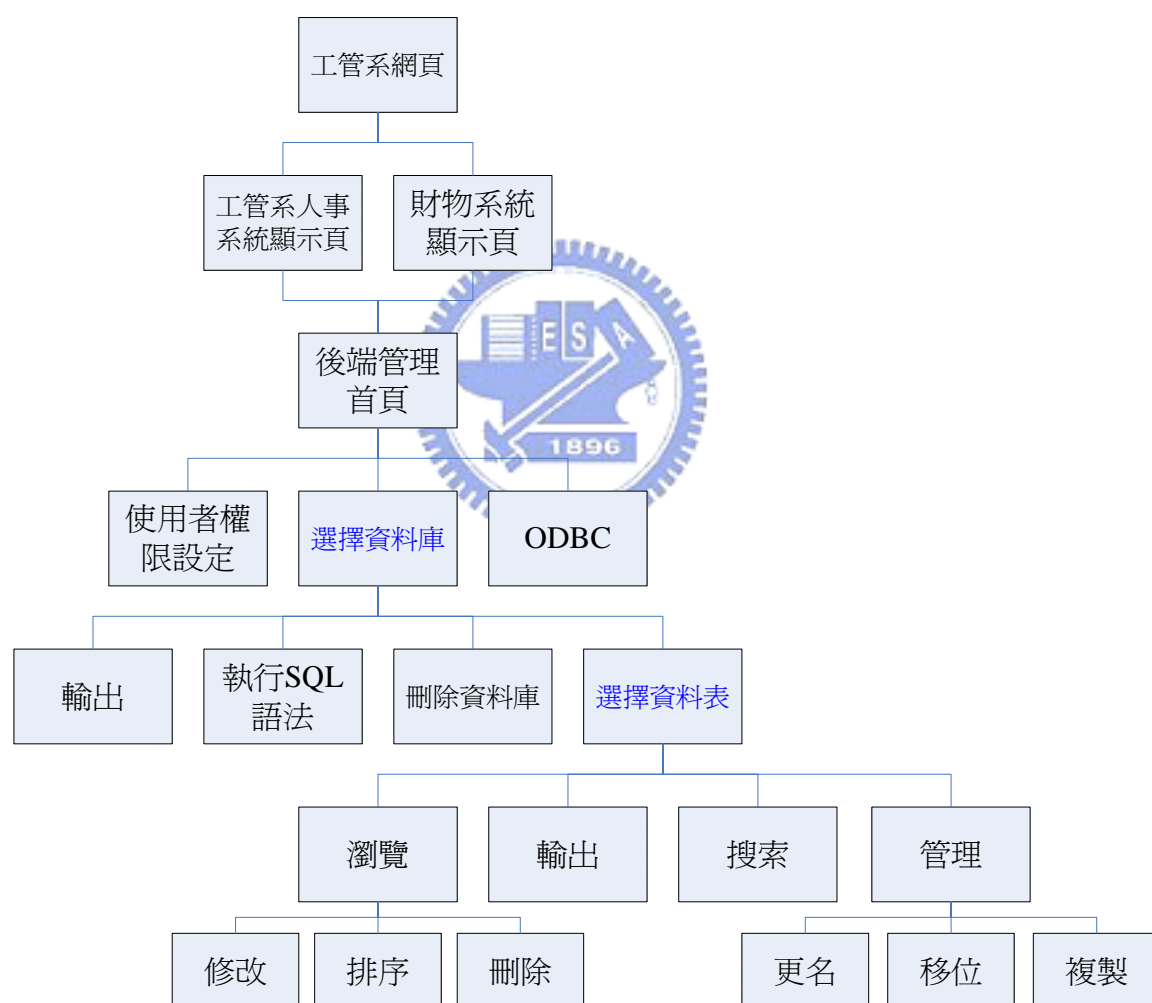 工管系網頁
工管系人事
系統顯示頁
財物系統
顯示頁
後端管理
首頁
ESA
1896
使用者權
限設定
選擇資料庫
ODBC
輸出
執行SQL
語法
刪除資料庫
選擇資料表
瀏覽
輸出
搜索
管理
修改
排序
刪除
更名
移位
複製